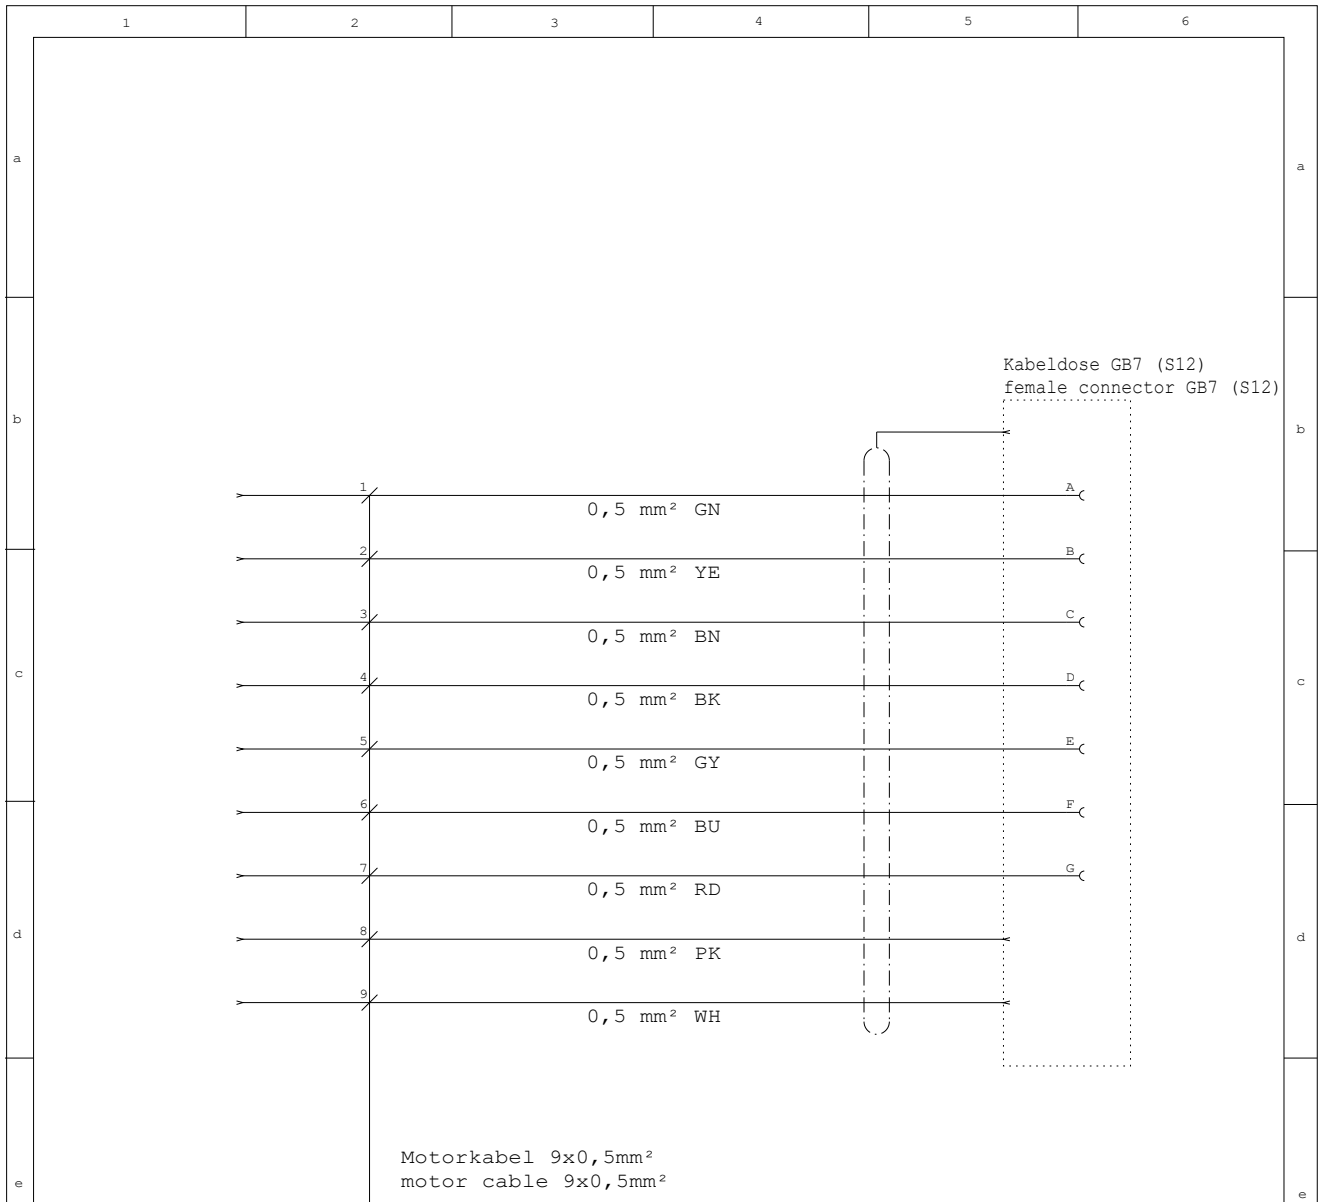 1 2 3 4 5 6
a a
Kabeldose GB7 (S12)
female connector GB7 (S12)
b b
1 A
0,5 mm² GN
2 B
0,5 mm² YE
3 C
0,5 mm² BN
c c
4 D
0,5 mm² BK
5 E
0,5 mm² GY
6 F
0,5 mm² BU
7 G
0,5 mm² RD
d d
8
0,5 mm² PK
9
0,5 mm² WH
Motorkabel 9x0,5mm²
motor cable 9x0,5mm²
e e